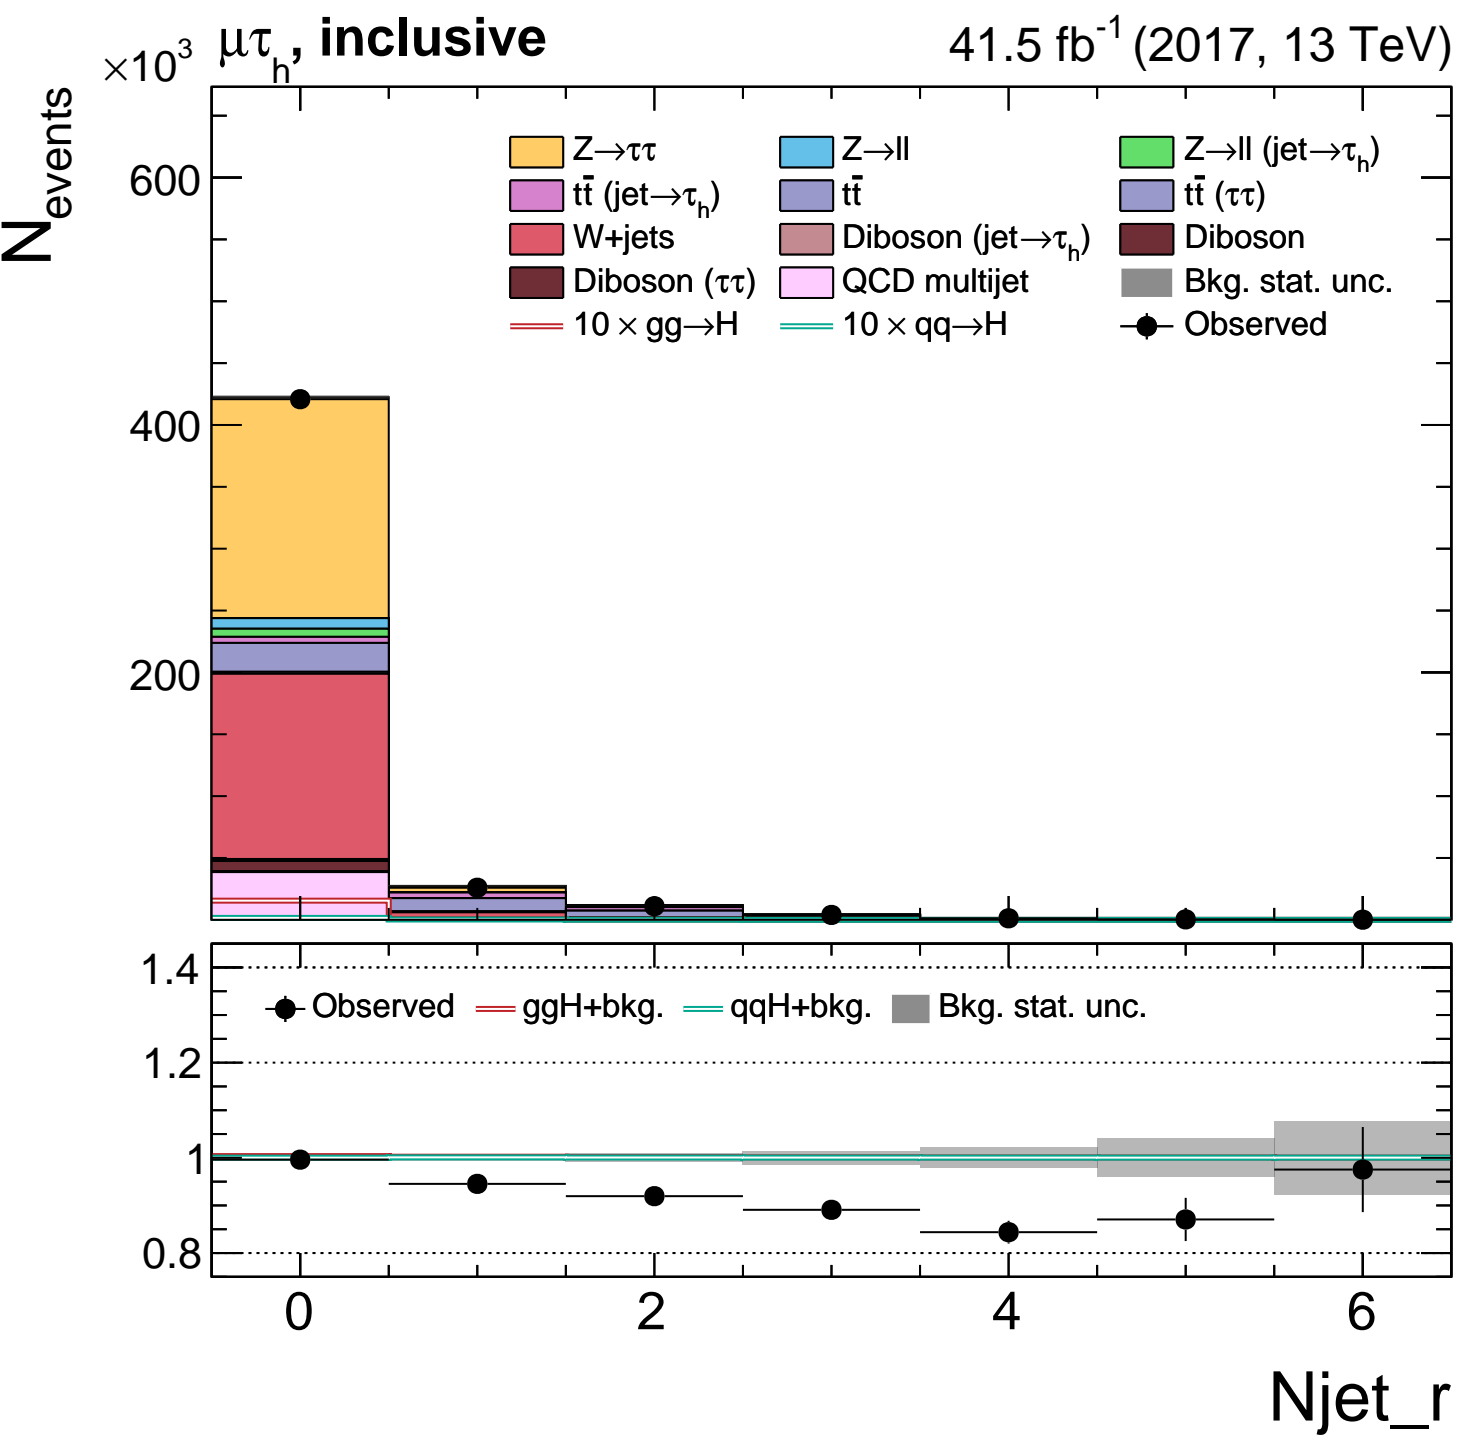 μτh, inclusive 41.5 fb-1 (2017, 13 TeV)
×10³
Nevents
Z→ττ Z→ll Z→ll (jet→τh)
tt̄ (jet→τh) tt̄ tt̄ (ττ)
W+jets Diboson (jet→τh) Diboson
Diboson (ττ) QCD multijet Bkg. stat. unc.
10 × gg→H 10 × qq→H Observed
600
400
200
1.4
Observed ggH+bkg. qqH+bkg. Bkg. stat. unc.
1.2
1
0.8
0 2 4 6
Njet_r